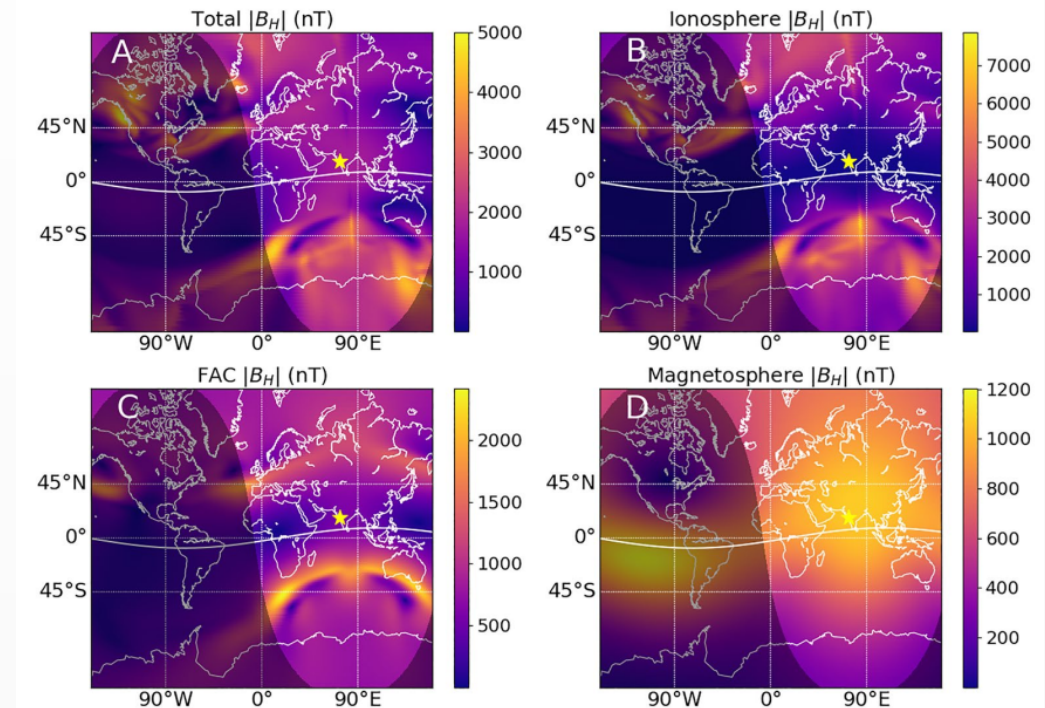 Total |B_H| (nT)
A
45°N
0°
45°S
90°W 0° 90°E
5000
4000
3000
2000
1000
Ionosphere |B_H| (nT)
B
45°N
0°
45°S
90°W 0° 90°E
7000
6000
5000
4000
3000
2000
1000
FAC |B_H| (nT)
C
45°N
0°
45°S
90°W 0° 90°E
2000
1500
1000
500
Magnetosphere |B_H| (nT)
D
45°N
0°
45°S
90°W 0° 90°E
1200
1000
800
600
400
200